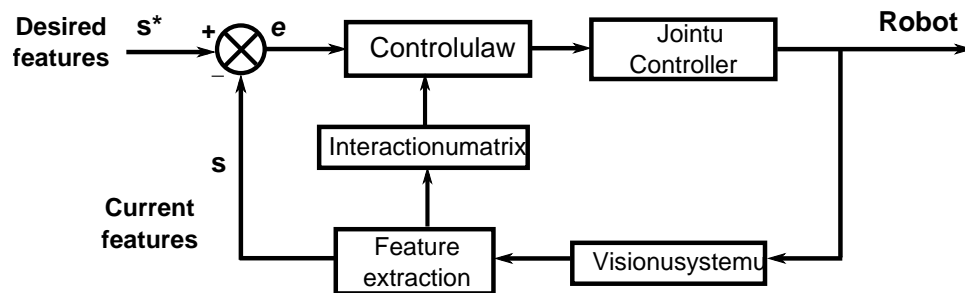 Desired
features
s*
+
−
e
Controlulaw
Jointu
Controller
Robot
Interactionumatrix
s
Current
features
Feature
extraction
Visionusystemu